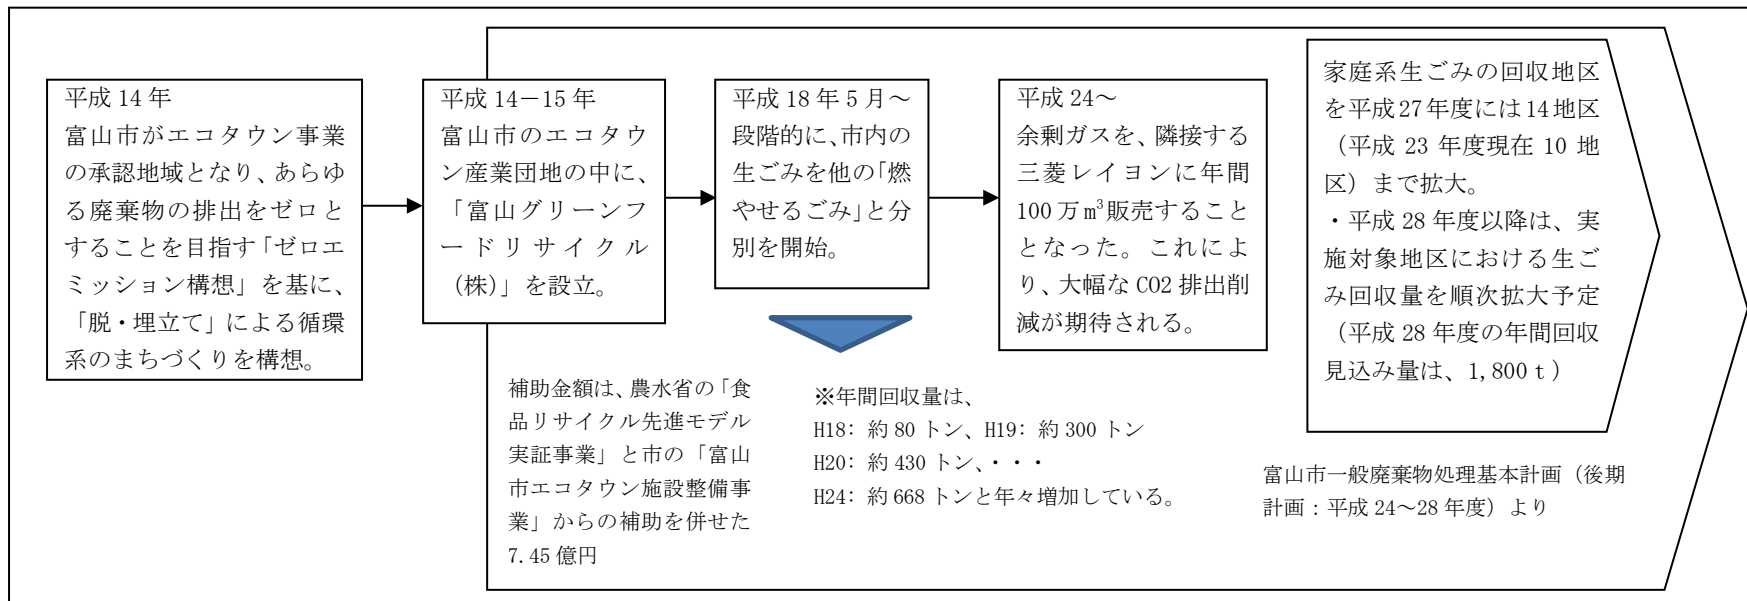 平成 14 年
富山市がエコタウン事業
の承認地域となり、あらゆ
る廃棄物の排出をゼロと
することを目指す「ゼロエ
ミッション構想」を基に、
「脱・埋立て」による循環
系のまちづくりを構想。
平成 14－15 年
富山市のエコタウ
ン産業団地の中に、
「富山グリーンフ
ードリサイクル
（株）」を設立。
平成 18 年 5 月～
段階的に、市内の
生ごみを他の「燃
やせるごみ」と分
別を開始。
平成 24～
余剰ガスを、隣接する
三菱レイヨンに年間
100 万㎥販売すること
となった。これによ
り、大幅な CO2 排出削
減が期待される。
家庭系生ごみの回収地区
を平成 27 年度には 14 地区
（平成 23 年度現在 10 地
区）まで拡大。
・平成 28 年度以降は、実
施対象地区における生ご
み回収量を順次拡大予定
（平成 28 年度の年間回収
見込み量は、1,800ｔ）
補助金額は、農水省の「食
品リサイクル先進モデル
実証事業」と市の「富山
市エコタウン施設整備事
業」からの補助を併せた
7.45 億円
※年間回収量は、
H18: 約 80 トン、H19: 約 300 トン
H20: 約 430 トン、・・・
H24: 約 668 トンと年々増加している。
富山市一般廃棄物処理基本計画（後期
計画：平成 24～28 年度）より